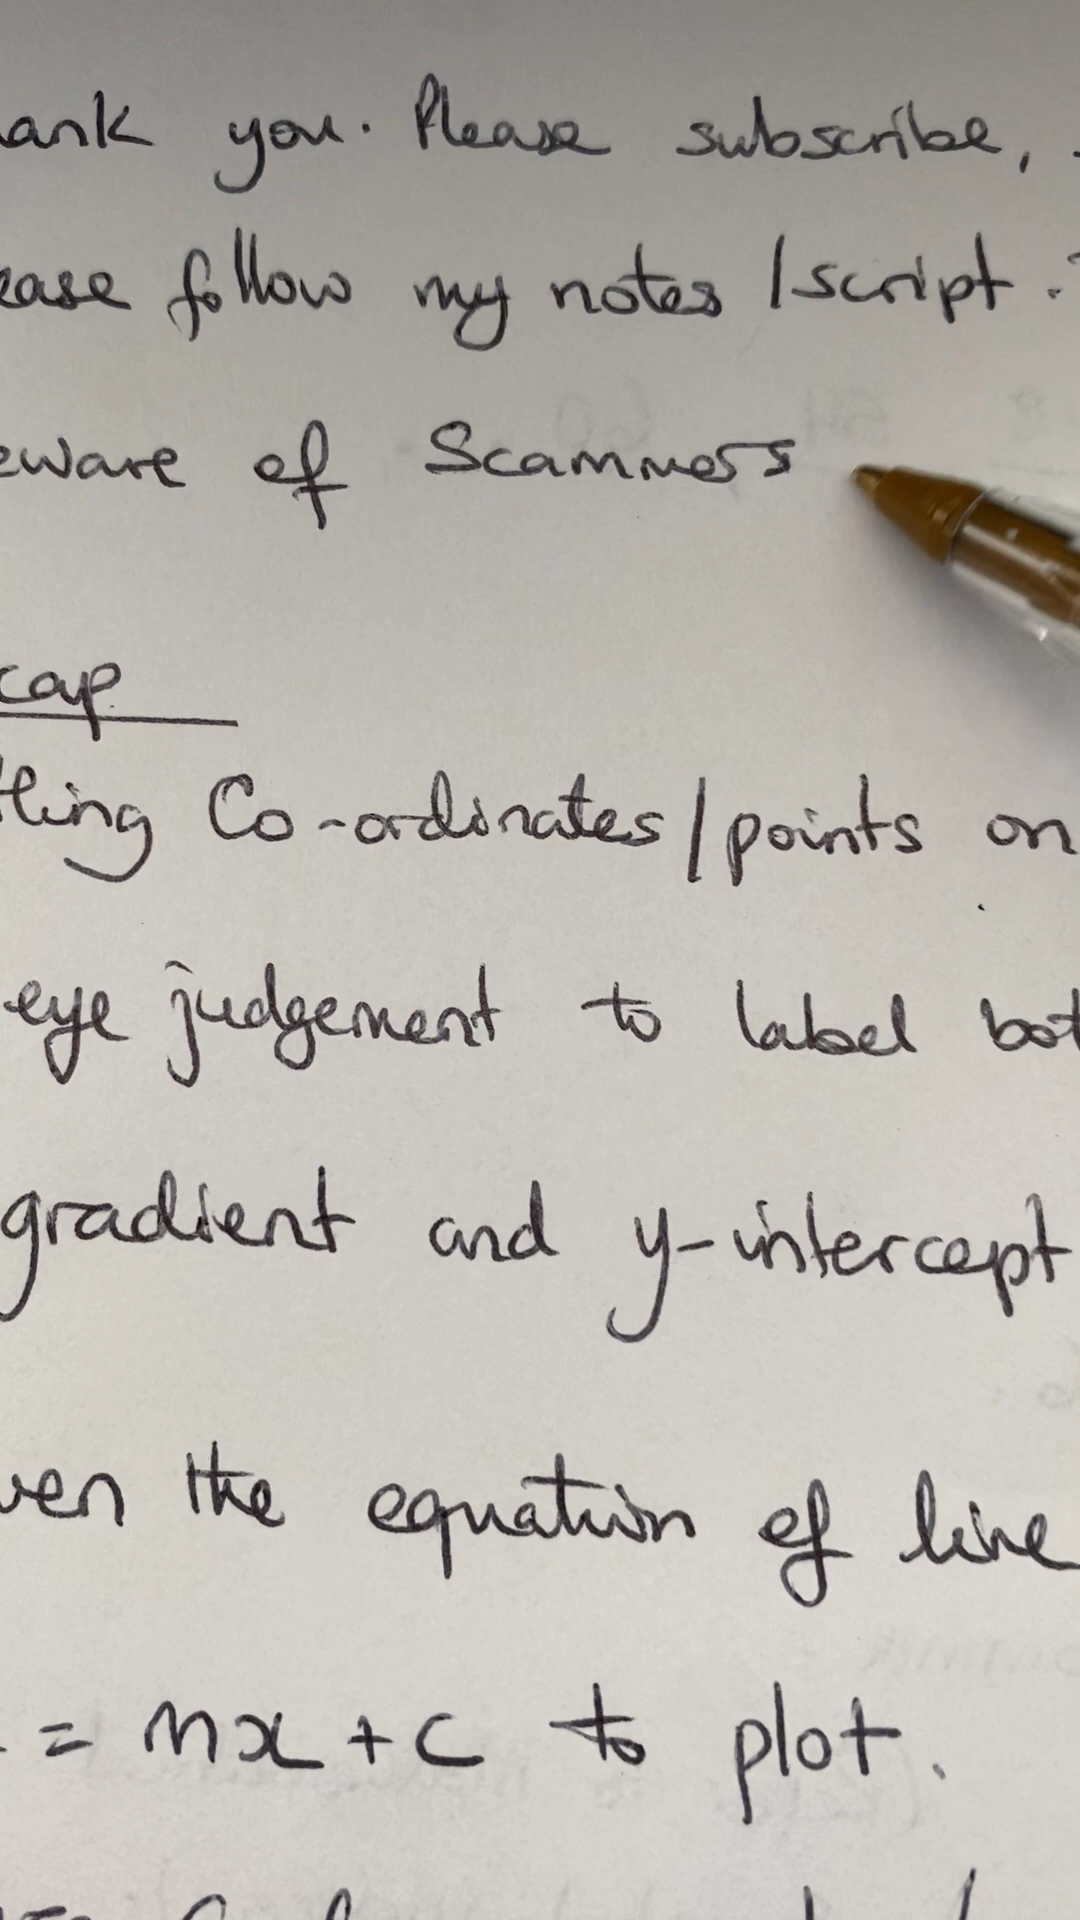 ank you. Please subscribe,
ease follow my notes / script.
eware of Scammers
cap
tling Co-ordinates/points on
eye judgement to label bot
gradient and y-intercept
ven the equation of line
= mx + c to plot.